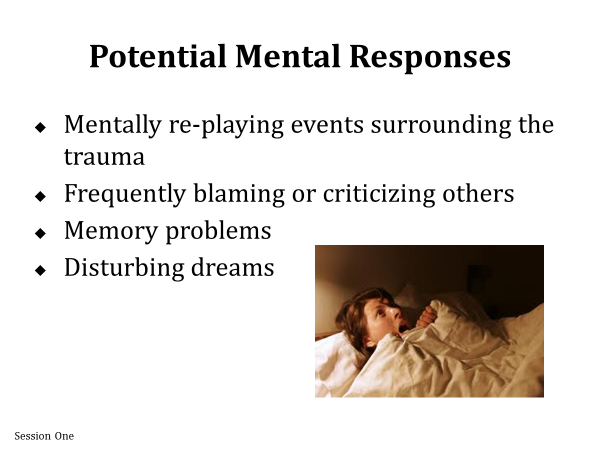 Potential Mental Responses
◆ Mentally re-playing events surrounding the
trauma
◆ Frequently blaming or criticizing others
◆ Memory problems
◆ Disturbing dreams
Session One